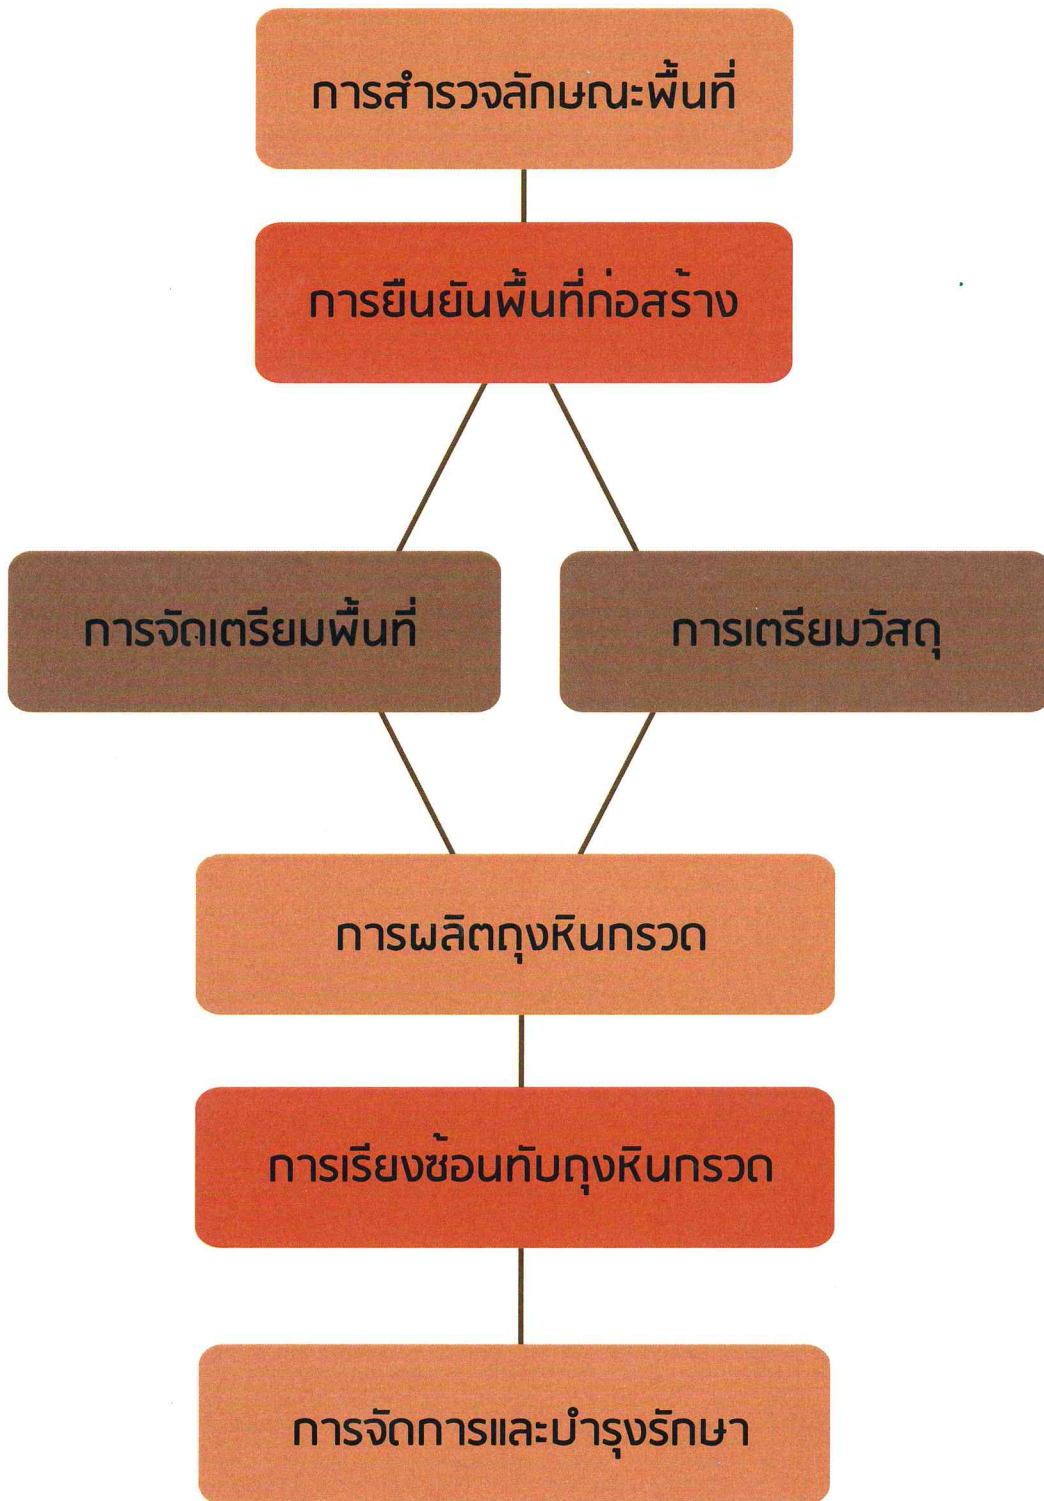 การสำรวจลักษณะพื้นที่
การยืนยันพื้นที่ก่อสร้าง
การจัดเตรียมพื้นที่
การเตรียมวัสดุ
การผลิตถุงหินกรวด
การเรียงซ้อนทับถุงหินกรวด
การจัดการและบำรุงรักษา